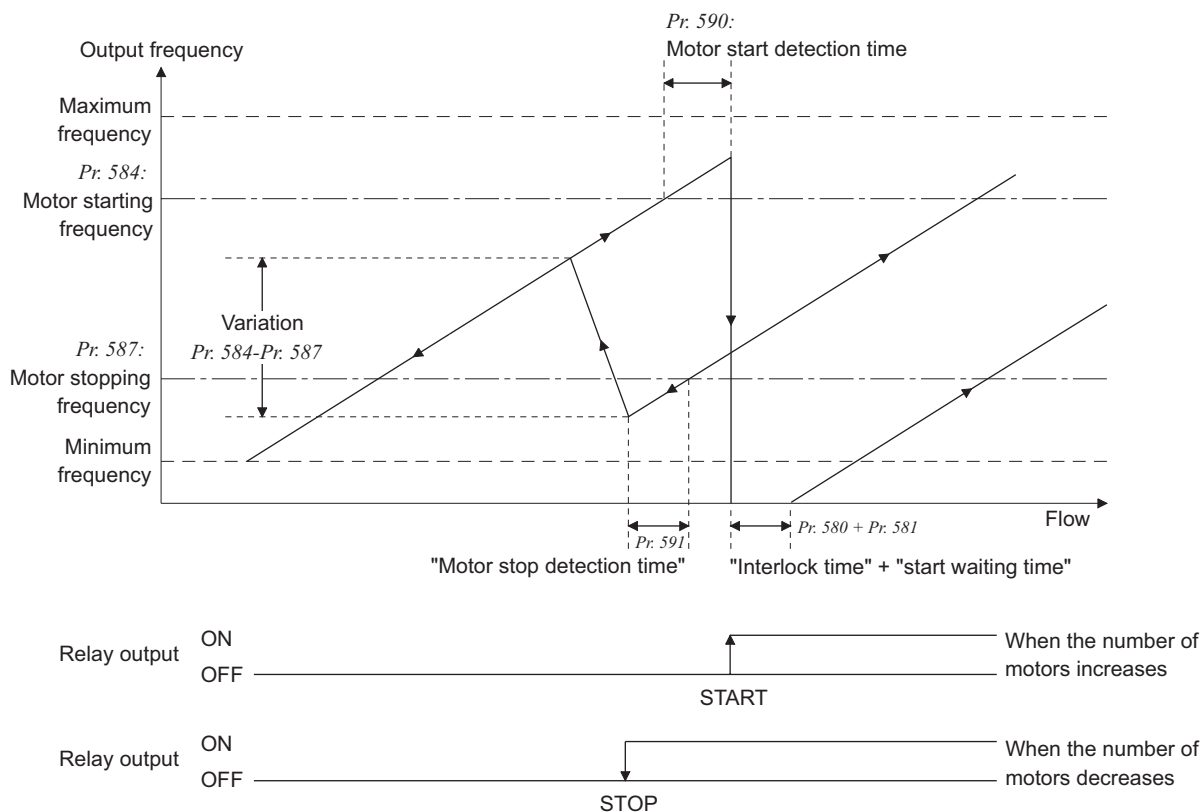 Pr. 590:
Motor start detection time
Output frequency
Maximum
frequency
Pr. 584:
Motor starting
frequency
Variation
Pr. 584-Pr. 587
Pr. 587:
Motor stopping
frequency
Minimum
frequency
Flow
Pr. 591
Pr. 580 + Pr. 581
"Motor stop detection time"
"Interlock time" + "start waiting time"
Relay output
ON
OFF
START
When the number of
motors increases
Relay output
ON
OFF
STOP
When the number of
motors decreases